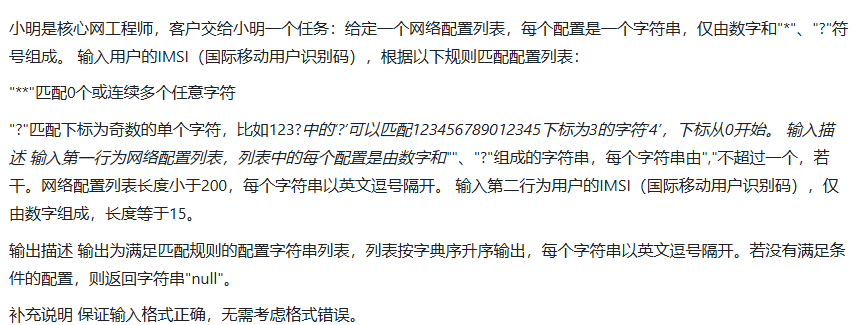 小明是核心网工程师，客户交给小明一个任务：给定一个网络配置列表，每个配置是一个字符串，仅由数字和"*"、"?"符
号组成。 输入用户的IMSI（国际移动用户识别码），根据以下规则匹配配置列表：
"**"匹配0个或连续多个任意字符
"?"匹配下标为奇数的单个字符，比如123?中的‘?’可以匹配123456789012345下标为3的字符‘4’，下标从0开始。 输入描
述 输入第一行为网络配置列表，列表中的每个配置是由数字和""、"?"组成的字符串，每个字符串由","不超过一个，若
干。网络配置列表长度小于200，每个字符串以英文逗号隔开。 输入第二行为用户的IMSI（国际移动用户识别码），仅
由数字组成，长度等于15。
输出描述 输出为满足匹配规则的配置字符串列表，列表按字典序升序输出，每个字符串以英文逗号隔开。若没有满足条
件的配置，则返回字符串"null"。
补充说明 保证输入格式正确，无需考虑格式错误。